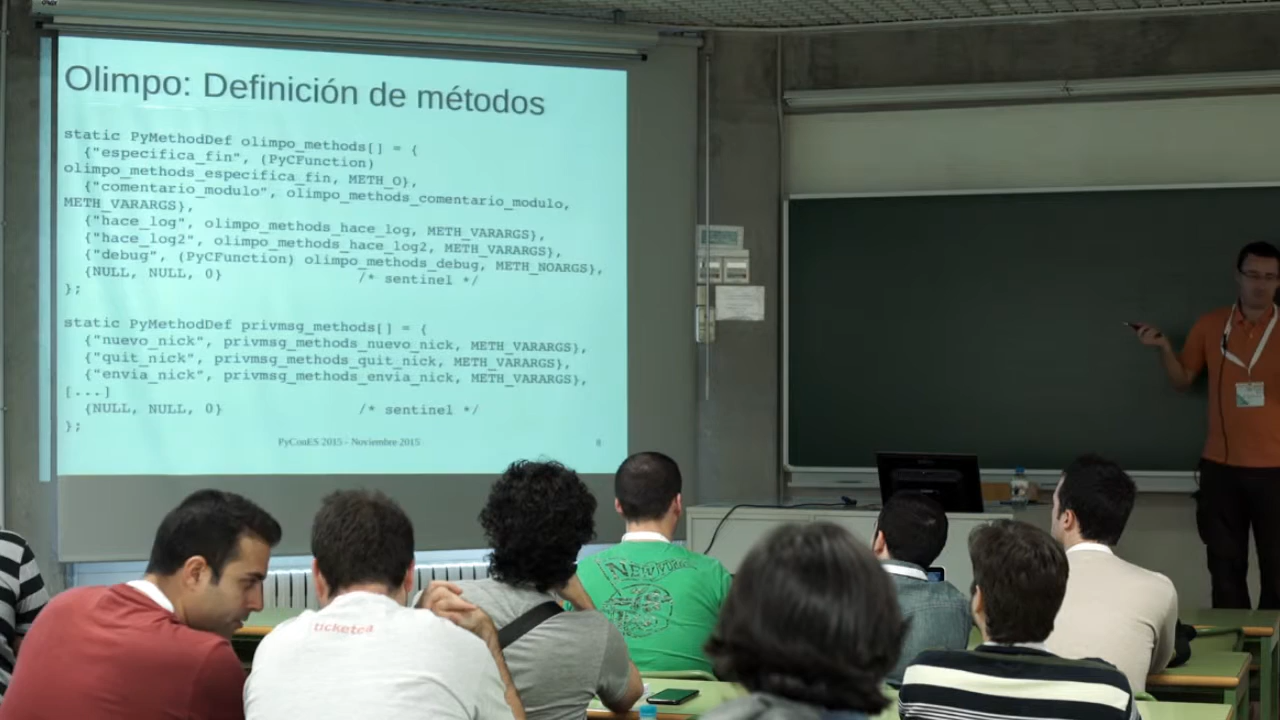 Olimpo: Definición de métodos
static PyMethodDef olimpo_methods[] = {
{"especifica_fin", (PyCFunction)
olimpo_methods_especifica_fin, METH_O},
{"comentario_modulo", olimpo_methods_comentario_modulo,
METH_VARARGS},
{"hace_log", olimpo_methods_hace_log, METH_VARARGS},
{"hace_log2", olimpo_methods_hace_log2, METH_VARARGS},
{"debug", (PyCFunction) olimpo_methods_debug, METH_NOARGS},
{NULL, NULL, 0} /* sentinel */
};
static PyMethodDef privmsg_methods[] = {
{"nuevo_nick", privmsg_methods_nuevo_nick, METH_VARARGS},
{"quit_nick", privmsg_methods_quit_nick, METH_VARARGS},
{"envia_nick", privmsg_methods_envia_nick, METH_VARARGS},
[...]
{NULL, NULL, 0} /* sentinel */
};
PyConES 2015 - Noviembre 2015 8
ticketea